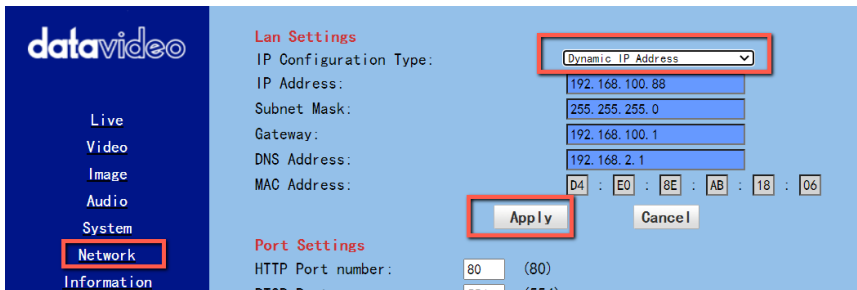 datavideo
Live
Video
Image
Audio
System
Network
Information
Lan Settings
IP Configuration Type: Dynamic IP Address
IP Address: 192.168.100.88
Subnet Mask: 255.255.255.0
Gateway: 192.168.100.1
DNS Address: 192.168.2.1
MAC Address: D4 : E0 : 8E : AB : 18 : 06
Apply Cancel
Port Settings
HTTP Port number: 80 (80)